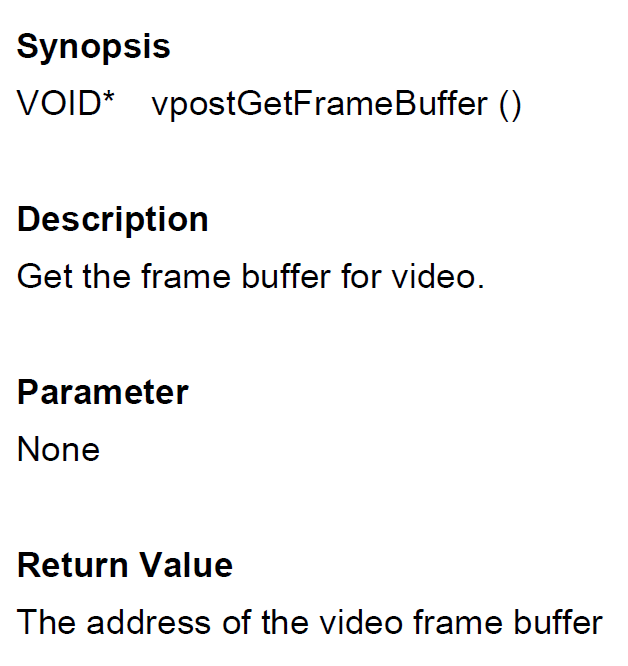 Synopsis
VOID* vpostGetFrameBuffer ()
Description
Get the frame buffer for video.
Parameter
None
Return Value
The address of the video frame buffer